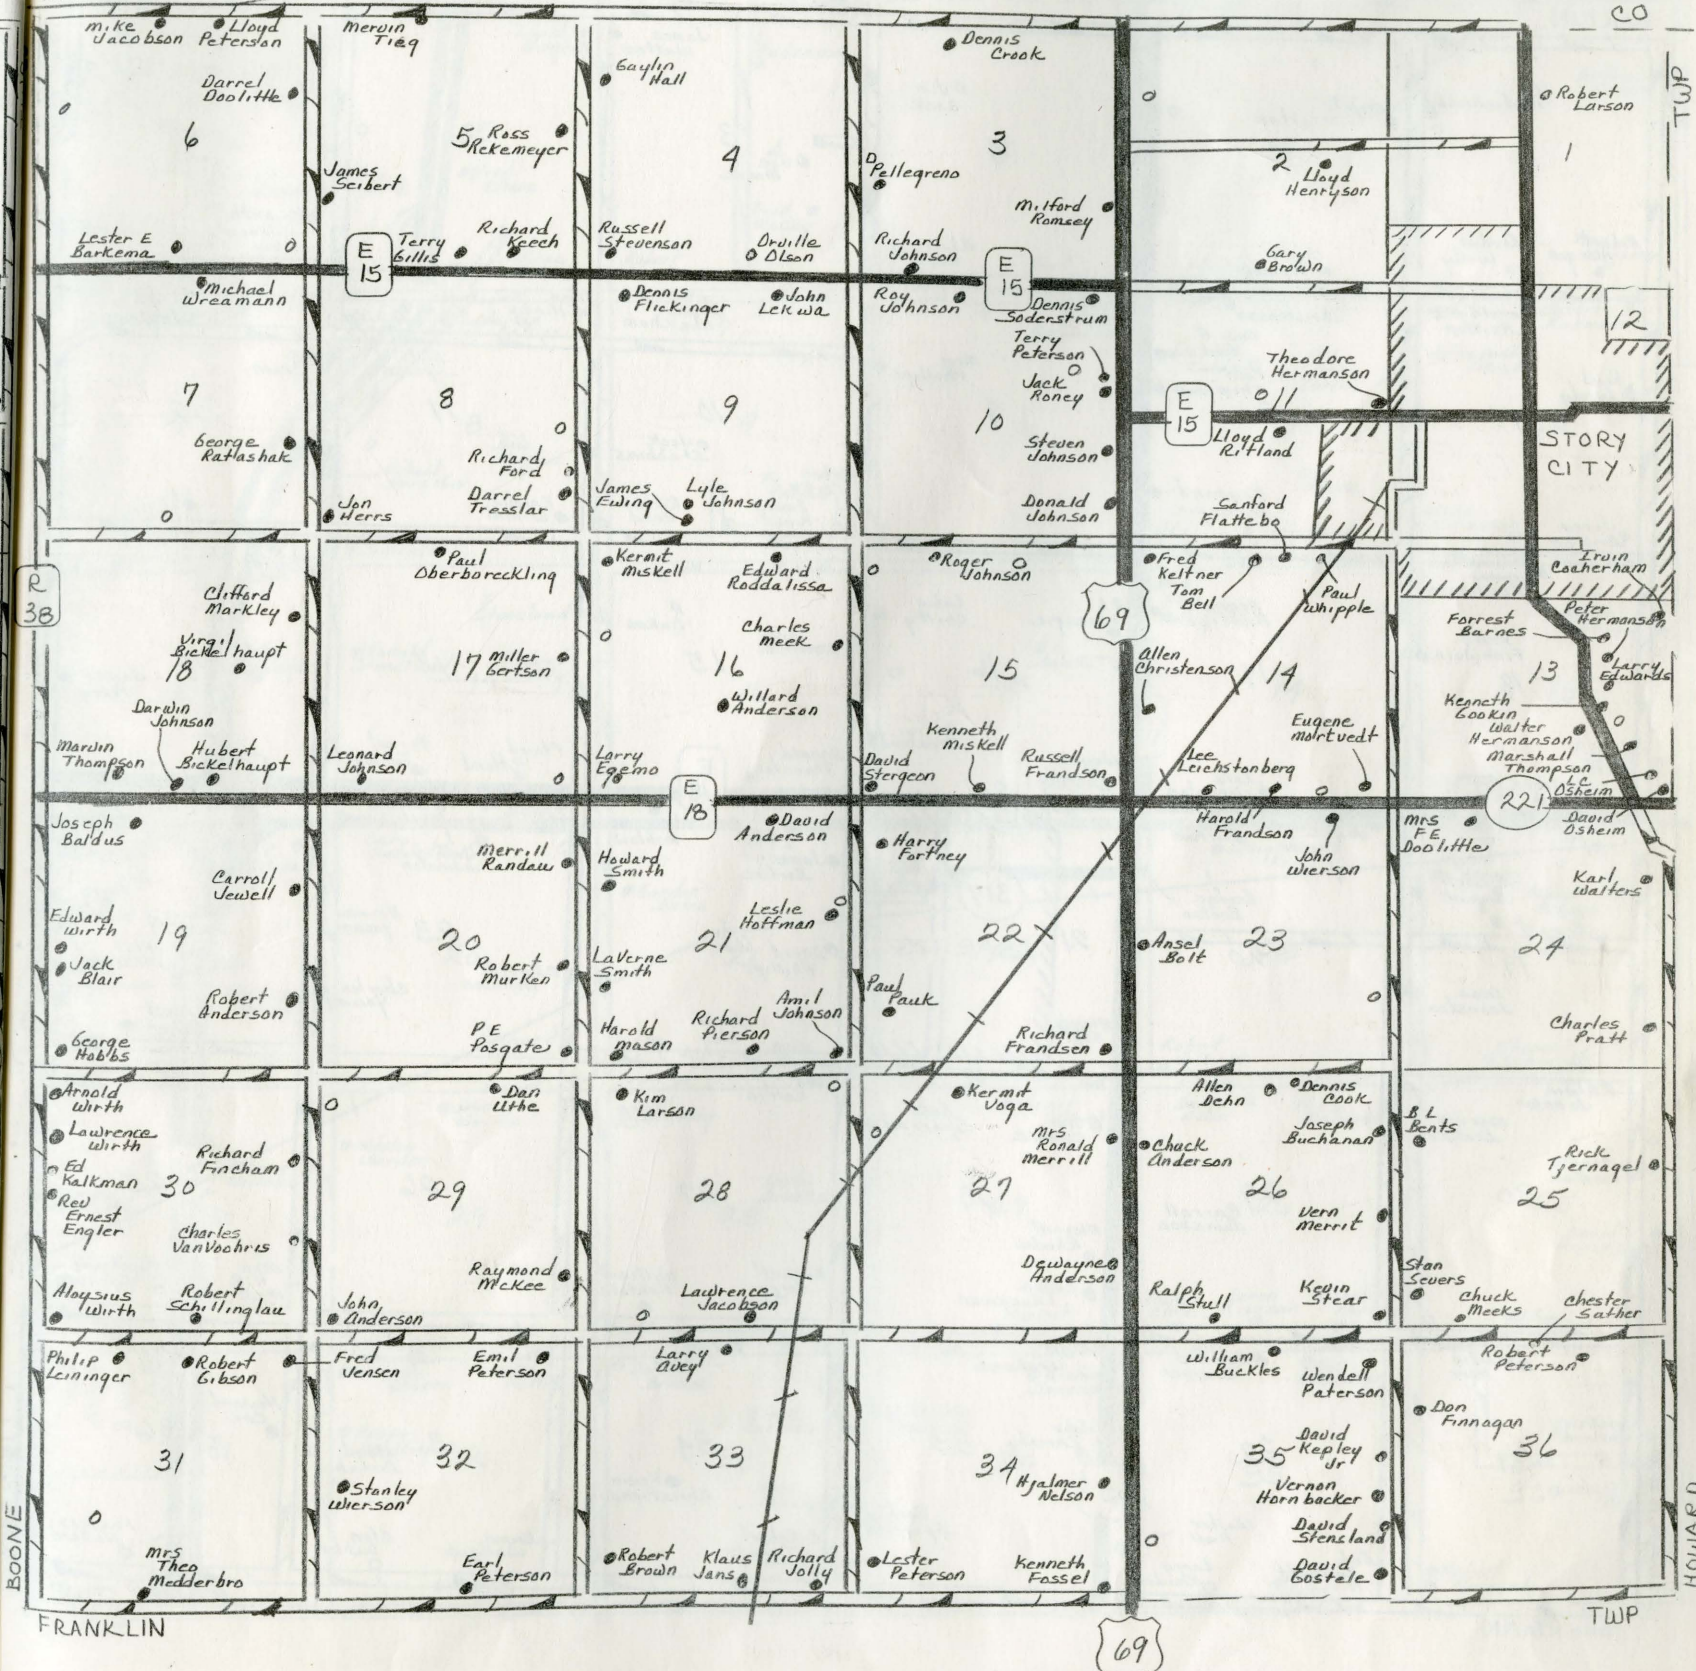 CO
TWP
Mike
Jacobson
Lloyd
Peterson
Darrel
Doolittle
6
Lester E
Barkema
Mervin
Tieg
5
Ross
Rekemeyer
James
Seibert
Terry
Gillis
Richard
Keech
Gaylin
Hall
4
Russell
Stevenson
Orville
Olson
Dennis
Crook
3
D
Pellegreno
Milford
Romsey
Richard
Johnson
2
Lloyd
Henryson
Gary
Brown
Robert
Larson
1
E
15
E
15
Michael
Wreamann
7
George
Ratashak
8
Richard
Ford
Darrel
Tresslar
Jon
Herrs
Dennis
Flickinger
John
Lekwa
9
James
Ewing
Lyle
Johnson
Roy
Johnson
Dennis
Soderstrum
Terry
Peterson
Jack
Roney
10
Steven
Johnson
Donald
Johnson
Theodore
Hermanson
11
E
15
Lloyd
Ritland
Sanford
Flattebo
12
STORY
CITY
R
38
Clifford
Markley
Virgil
Bickelhaupt
18
Darwin
Johnson
Marvin
Thompson
Hubert
Bickelhaupt
Paul
Oberboreckling
17
Miller
Gertson
Leonard
Johnson
Kermit
Miskell
Edward
Roddalissa
Charles
Meek
16
Willard
Anderson
Larry
Egemo
Roger
Johnson
15
David
Stergeon
Kenneth
Miskell
Russell
Frandson
69
Fred
Keltner
Tom
Bell
Paul
Whipple
Allen
Christenson
14
Eugene
Mortvedt
Lee
Leichstonberg
Irvin
Coaherham
Forrest
Barnes
Peter
Hermanson
13
Larry
Edwards
Kenneth
Gookin
Walter
Hermanson
Marshall
Thompson
LC
Osheim
E
18
221
Joseph
Baldus
Carroll
Jewell
Edward
Wirth
19
Jack
Blair
Robert
Anderson
George
Hobbs
Merrill
Randau
20
Robert
Murken
P E
Posgate
David
Anderson
Howard
Smith
Leslie
Hoffman
21
LaVerne
Smith
Harold
Mason
Richard
Pierson
Amil
Johnson
Harry
Fortney
22
Paul
Pauk
Richard
Frandsen
Harold
Frandson
John
Wierson
Ansel
Bolt
23
Mrs
FE
Doolittle
David
Osheim
Karl
Walters
24
Charles
Pratt
Arnold
Wirth
Lawrence
Wirth
Ed
Kalkman
Rev
Ernest
Engler
Richard
Fincham
30
Charles
VanVoohris
Aloysius
Wirth
Robert
Schillinglau
Dan
Uthe
29
Raymond
McKee
John
Anderson
Kim
Larson
28
Lawrence
Jacobson
Kermit
Voga
Mrs
Ronald
Merrill
27
Dewayne
Anderson
Allen
Dehn
Dennis
Cook
Joseph
Buchanan
Chuck
Anderson
26
Vern
Merrit
Ralph
Stull
Kevin
Stear
B L
Bents
Rick
Tjernagel
25
Stan
Severs
Chuck
Meeks
Chester
Sather
Philip
Leininger
Robert
Gibson
31
Mrs
Theo
Medderbro
Fred
Jensen
Emil
Peterson
32
Stanley
Wierson
Earl
Peterson
Larry
Avey
33
Robert
Brown
Klaus
Jans
Richard
Jolly
34
Hjalmer
Nelson
Lester
Peterson
Kenneth
Fossel
William
Buckles
Wendell
Paterson
35
David
Kepley
Jr
Vernon
Hornbacker
David
Stensland
David
Gostele
Robert
Peterson
Don
Finnagan
36
BOONE
HOWARD
FRANKLIN
TWP
69